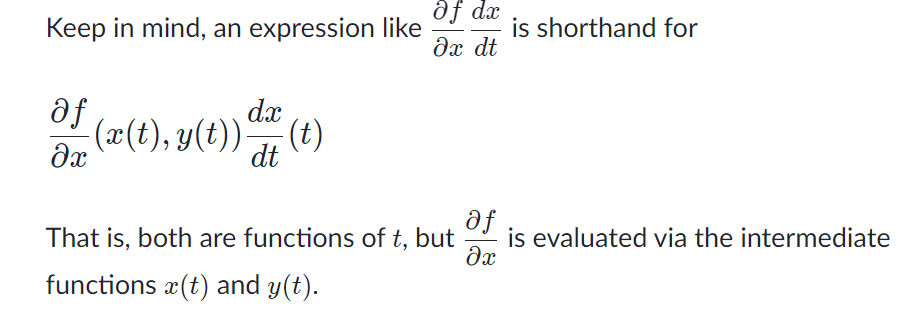 Keep in mind, an expression like $\frac{\partial f}{\partial x}\frac{dx}{dt}$ is shorthand for
$\frac{\partial f}{\partial x}(x(t), y(t))\frac{dx}{dt}(t)$
That is, both are functions of $t$, but $\frac{\partial f}{\partial x}$ is evaluated via the intermediate
functions $x(t)$ and $y(t)$.